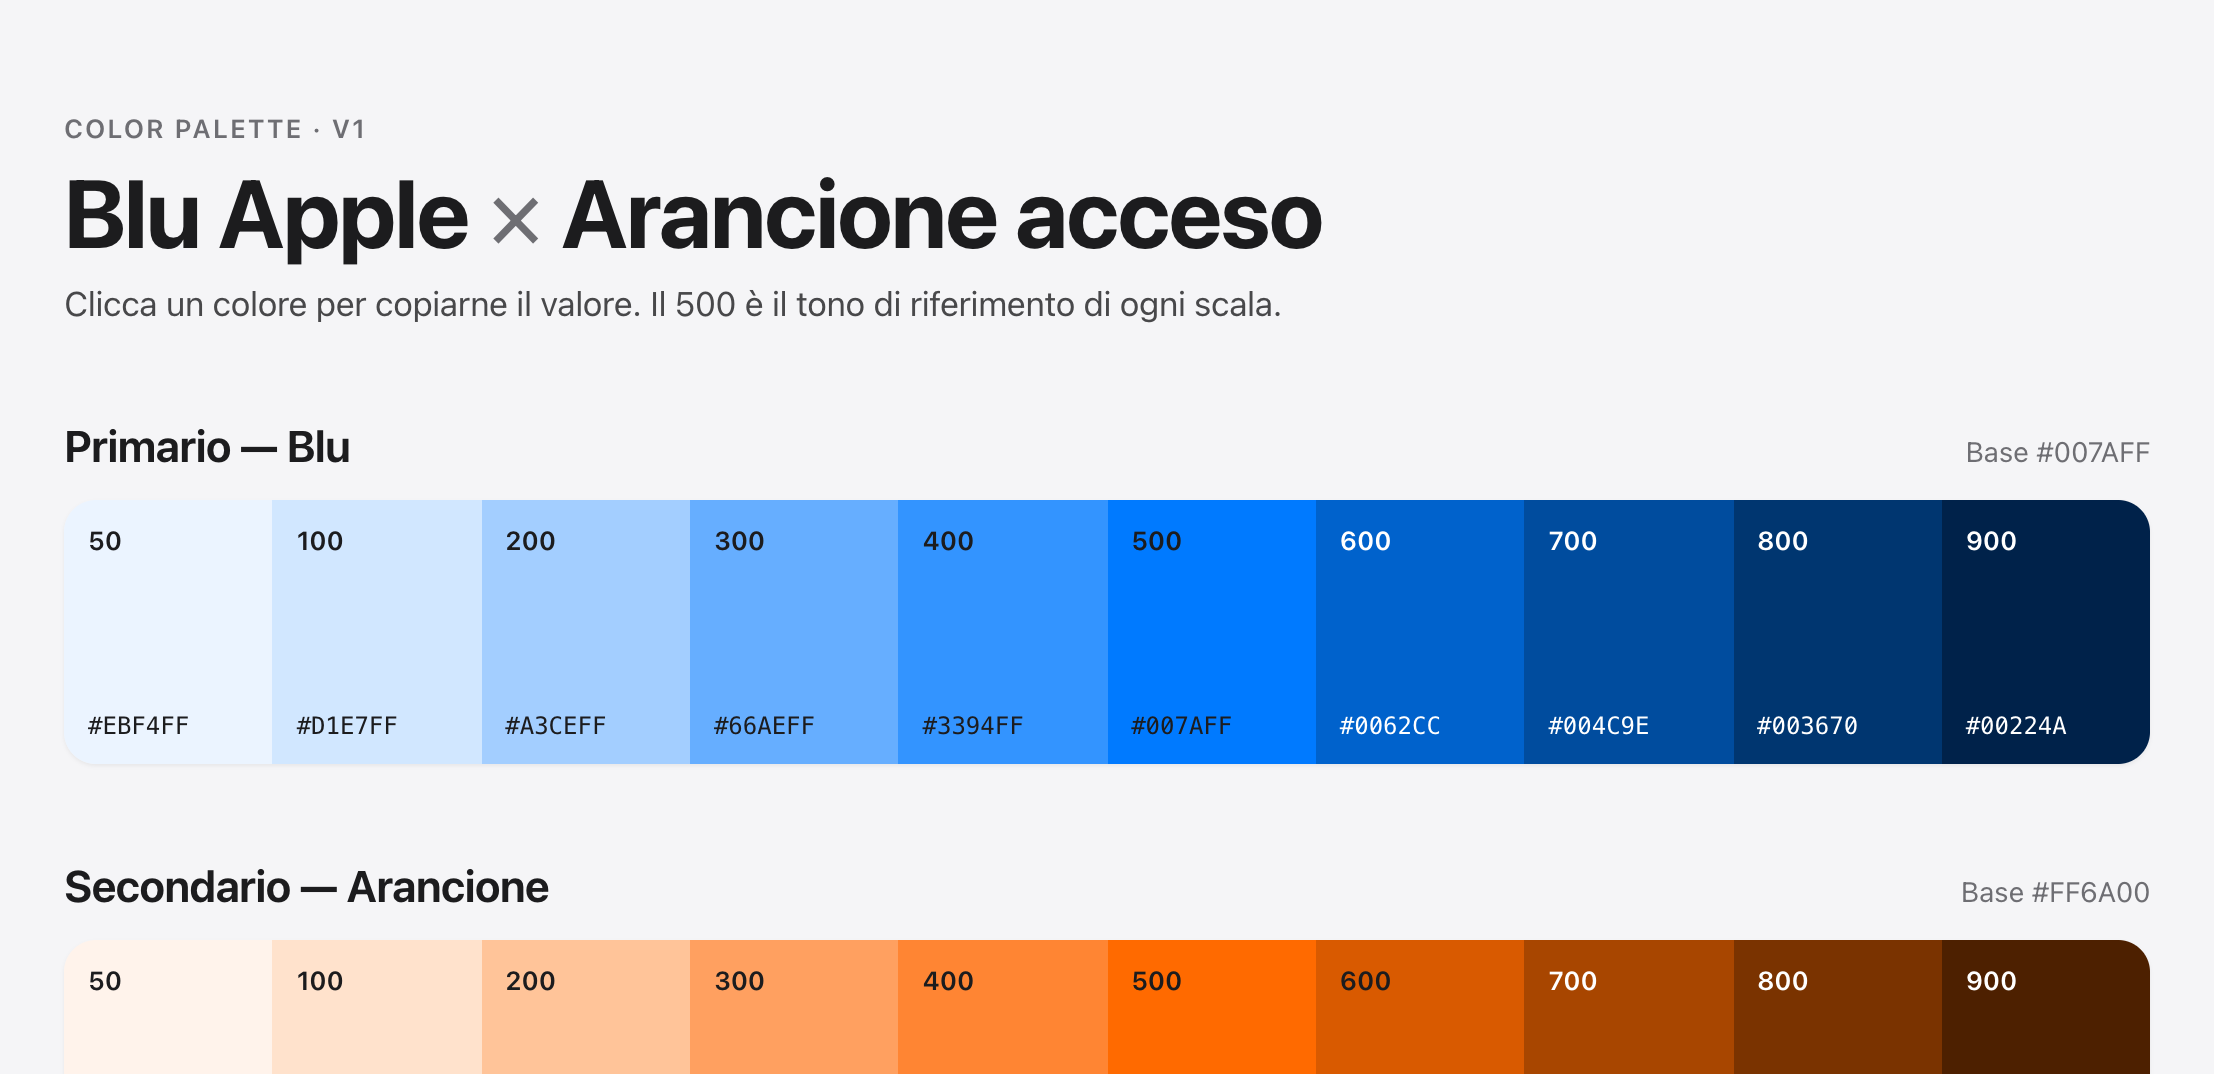 COLOR PALETTE · V1
Blu Apple × Arancione acceso
Clicca un colore per copiarne il valore. Il 500 è il tono di riferimento di ogni scala.
Primario — Blu
Base #007AFF
50 100 200 300 400 500 600 700 800 900
#EBF4FF #D1E7FF #A3CEFF #66AEFF #3394FF #007AFF #0062CC #004C9E #003670 #00224A
Secondario — Arancione
Base #FF6A00
50 100 200 300 400 500 600 700 800 900